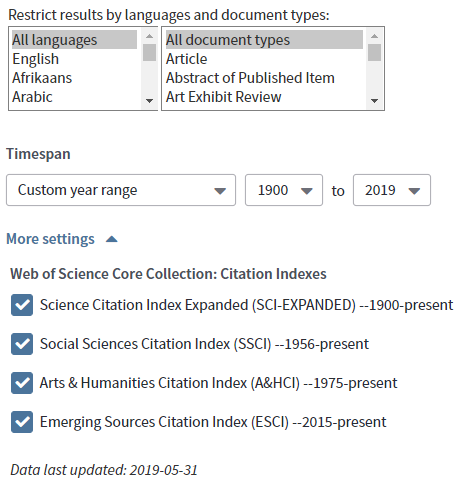 Restrict results by languages and document types:
All languages
English
Afrikaans
Arabic
All document types
Article
Abstract of Published Item
Art Exhibit Review
Timespan
Custom year range 1900 to 2019
More settings
Web of Science Core Collection: Citation Indexes
Science Citation Index Expanded (SCI-EXPANDED) --1900-present
Social Sciences Citation Index (SSCI) --1956-present
Arts & Humanities Citation Index (A&HCI) --1975-present
Emerging Sources Citation Index (ESCI) --2015-present
Data last updated: 2019-05-31